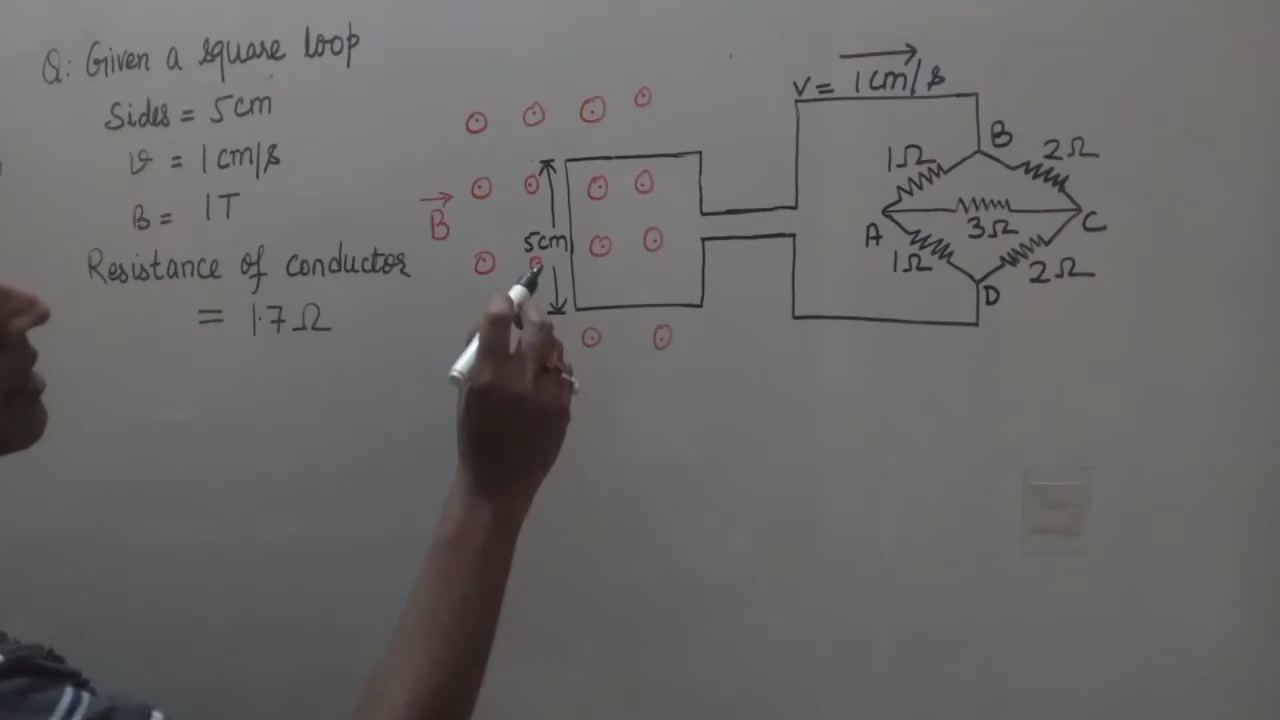 Q: Given a square loop
Sides = 5cm
v = 1cm/s
B = 1T
Resistance of conductor
= 1.7Ω
B
5cm
V = 1cm/s
B
1Ω
2Ω
A
3Ω
C
1Ω
2Ω
D